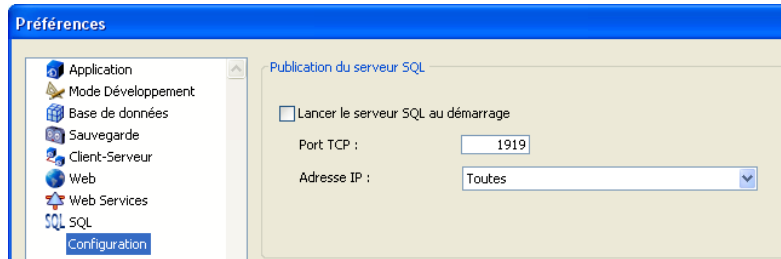 Préférences
Application
Mode Développement
Base de données
Sauvegarde
Client-Serveur
Web
Web Services
SQL SQL
Configuration
Publication du serveur SQL
Lancer le serveur SQL au démarrage
Port TCP : 1919
Adresse IP : Toutes